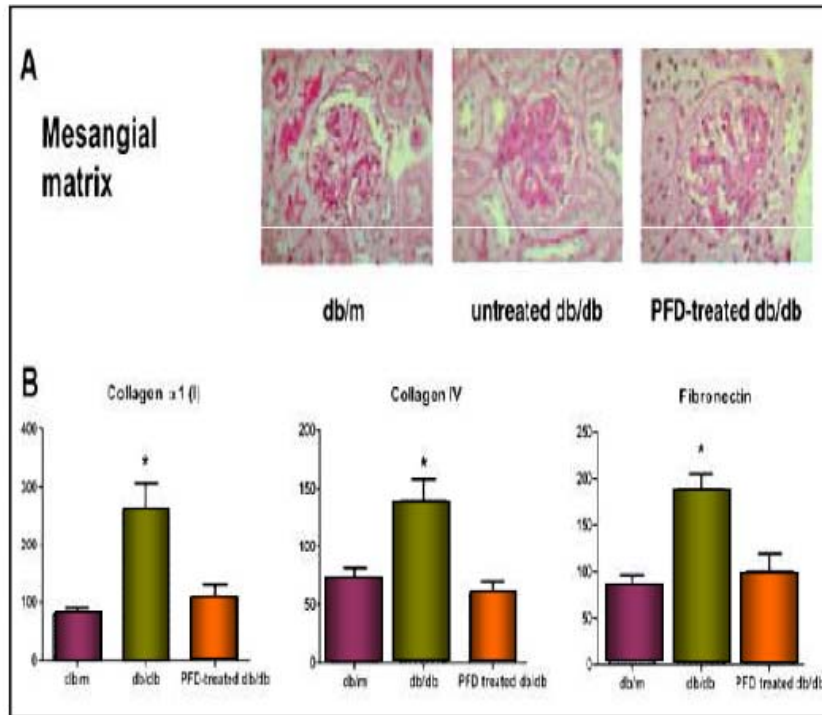 A
Mesangial
matrix
db/m
untreated db/db
PFD-treated db/db
B
Collagen α1 (I)
400
300
200
100
0
*
db/m
db/db
PFD-treated db/db
Collagen IV
200
150
100
50
0
*
db/m
db/db
PFD treated db/db
Fibronectin
250
200
150
100
50
0
*
db/m
db/db
PFD treated db/db